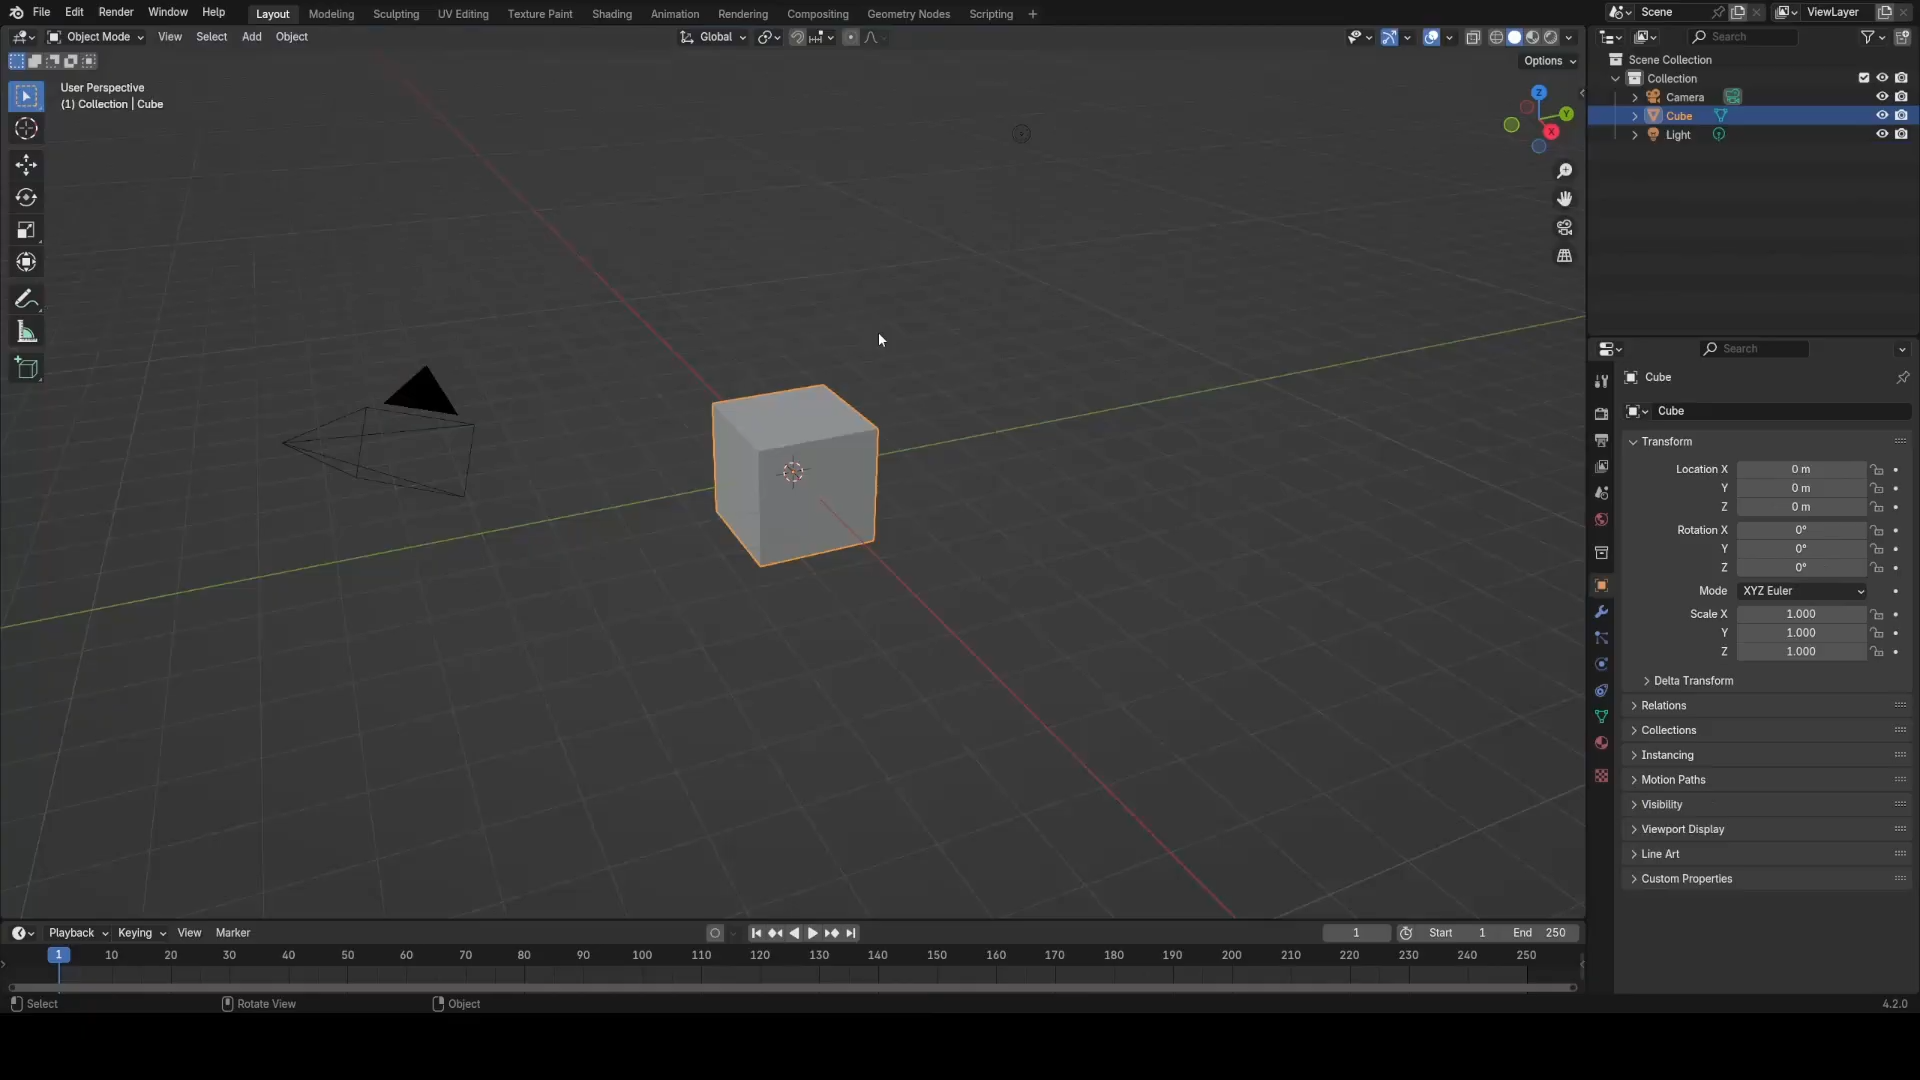 File Edit Render Window Help Layout Modeling Sculpting UV Editing Texture Paint Shading Animation Rendering Compositing Geometry Nodes Scripting + Scene ViewLayer
Object Mode View Select Add Object Global Search
Options
User Perspective
(1) Collection | Cube
Z
Y
X
Scene Collection
Collection
Camera
Cube
Light
Search
Cube
Cube
Transform
Location X 0 m
Y 0 m
Z 0 m
Rotation X 0°
Y 0°
Z 0°
Mode XYZ Euler
Scale X 1.000
Y 1.000
Z 1.000
Delta Transform
Relations
Collections
Instancing
Motion Paths
Visibility
Viewport Display
Line Art
Custom Properties
Playback Keying View Marker 1 Start 1 End 250
1 10 20 30 40 50 60 70 80 90 100 110 120 130 140 150 160 170 180 190 200 210 220 230 240 250
Select Rotate View Object 4.2.0